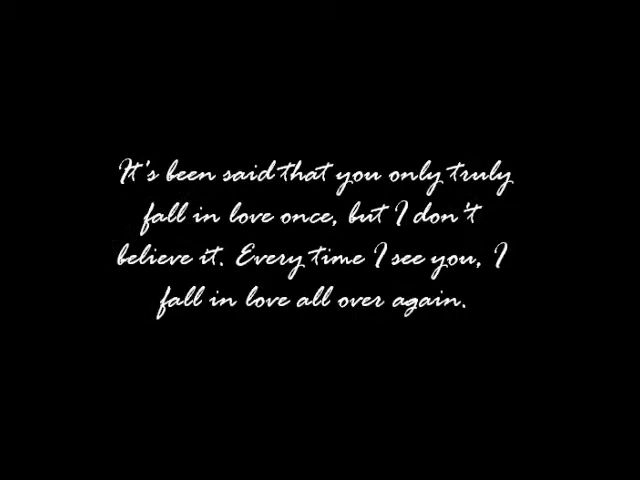 It's been said that you only truly
fall in love once, but I don't
believe it. Every time I see you, I
fall in love all over again.